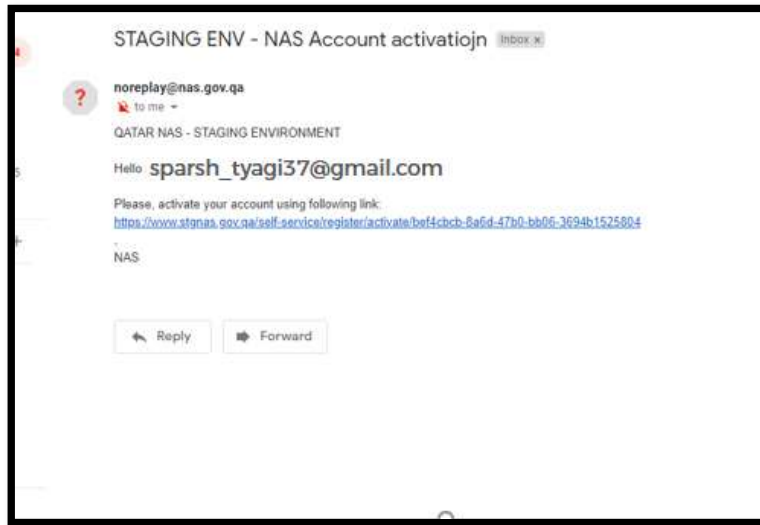 STAGING ENV - NAS Account activatiojn Inbox x
noreplay@nas.gov.qa
to me
QATAR NAS - STAGING ENVIRONMENT
Hello sparsh_tyagi37@gmail.com
Please, activate your account using following link:
https://www.stgnas.gov.qa/self-service/register/activate/bef4cbcb-8a6d-47b0-bb06-3694b1525804
.
NAS
Reply Forward